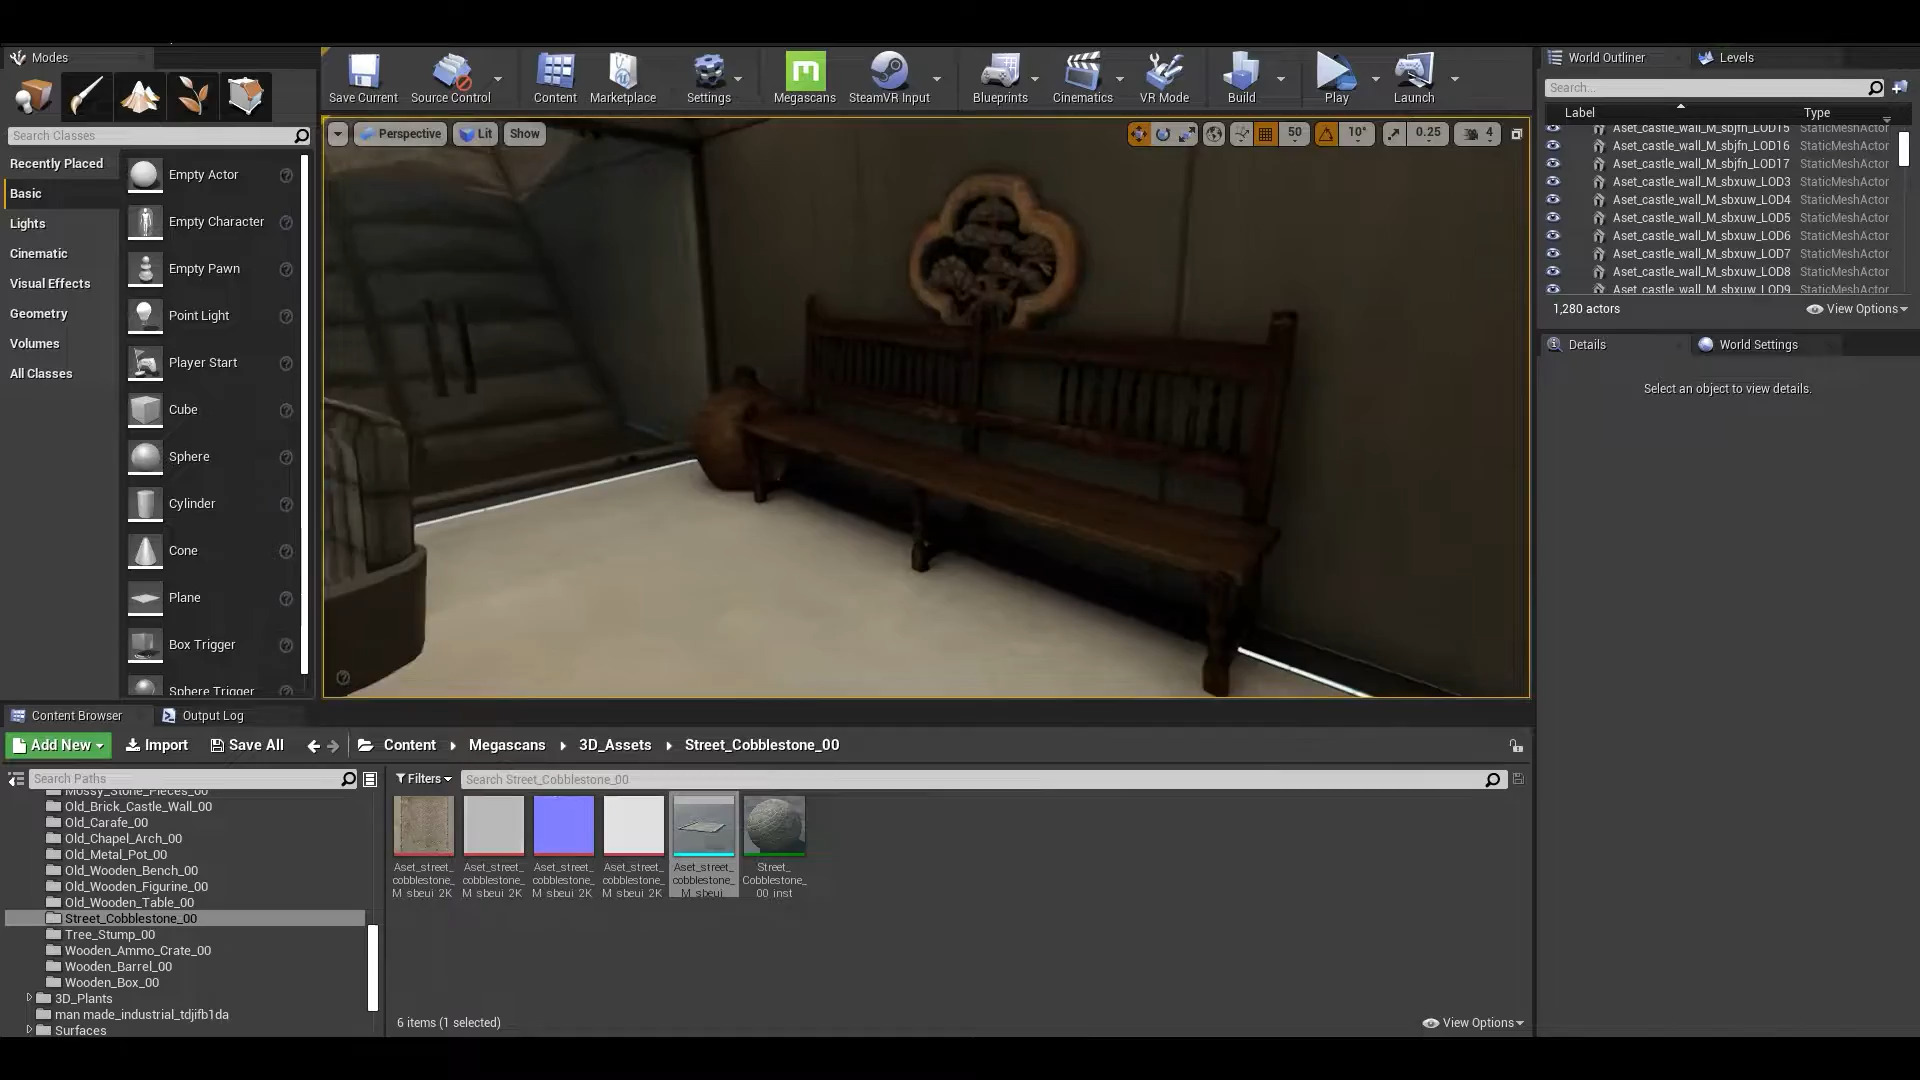 Modes
Save Current
Source Control
Content
Marketplace
Settings
Megascans
SteamVR Input
Blueprints
Cinematics
VR Mode
Build
Play
Launch
World Outliner
Levels
Search...
Label
Type
Aset_castle_wall_M_sbjfn_LOD15 StaticMeshActor
Aset_castle_wall_M_sbjfn_LOD16 StaticMeshActor
Aset_castle_wall_M_sbjfn_LOD17 StaticMeshActor
Aset_castle_wall_M_sbxuw_LOD3 StaticMeshActor
Aset_castle_wall_M_sbxuw_LOD4 StaticMeshActor
Aset_castle_wall_M_sbxuw_LOD5 StaticMeshActor
Aset_castle_wall_M_sbxuw_LOD6 StaticMeshActor
Aset_castle_wall_M_sbxuw_LOD7 StaticMeshActor
Aset_castle_wall_M_sbxuw_LOD8 StaticMeshActor
Aset_castle_wall_M_sbxuw_LOD9 StaticMeshActor
1,280 actors
View Options
Details
World Settings
Select an object to view details.
Search Classes
Recently Placed
Basic
Lights
Cinematic
Visual Effects
Geometry
Volumes
All Classes
Empty Actor
Empty Character
Empty Pawn
Point Light
Player Start
Cube
Sphere
Cylinder
Cone
Plane
Box Trigger
Sphere Trigger
Perspective
Lit
Show
50
10°
0.25
4
Content Browser
Output Log
Add New
Import
Save All
Content
Megascans
3D_Assets
Street_Cobblestone_00
Search Paths
Filters
Search Street_Cobblestone_00
Mossy_Stone_Pieces_00
Old_Brick_Castle_Wall_00
Old_Carafe_00
Old_Chapel_Arch_00
Old_Metal_Pot_00
Old_Wooden_Bench_00
Old_Wooden_Figurine_00
Old_Wooden_Table_00
Street_Cobblestone_00
Tree_Stump_00
Wooden_Ammo_Crate_00
Wooden_Barrel_00
Wooden_Box_00
3D_Plants
man made_industrial_tdjifb1da
Surfaces
Aset_street_
cobblestone_
M_sbeui_2K
Aset_street_
cobblestone_
M_sbeui_2K
Aset_street_
cobblestone_
M_sbeui_2K
Aset_street_
cobblestone_
M_sbeui_2K
Aset_street_
cobblestone_
M_sbeui
Street_
Cobblestone_
00_inst
6 items (1 selected)
View Options